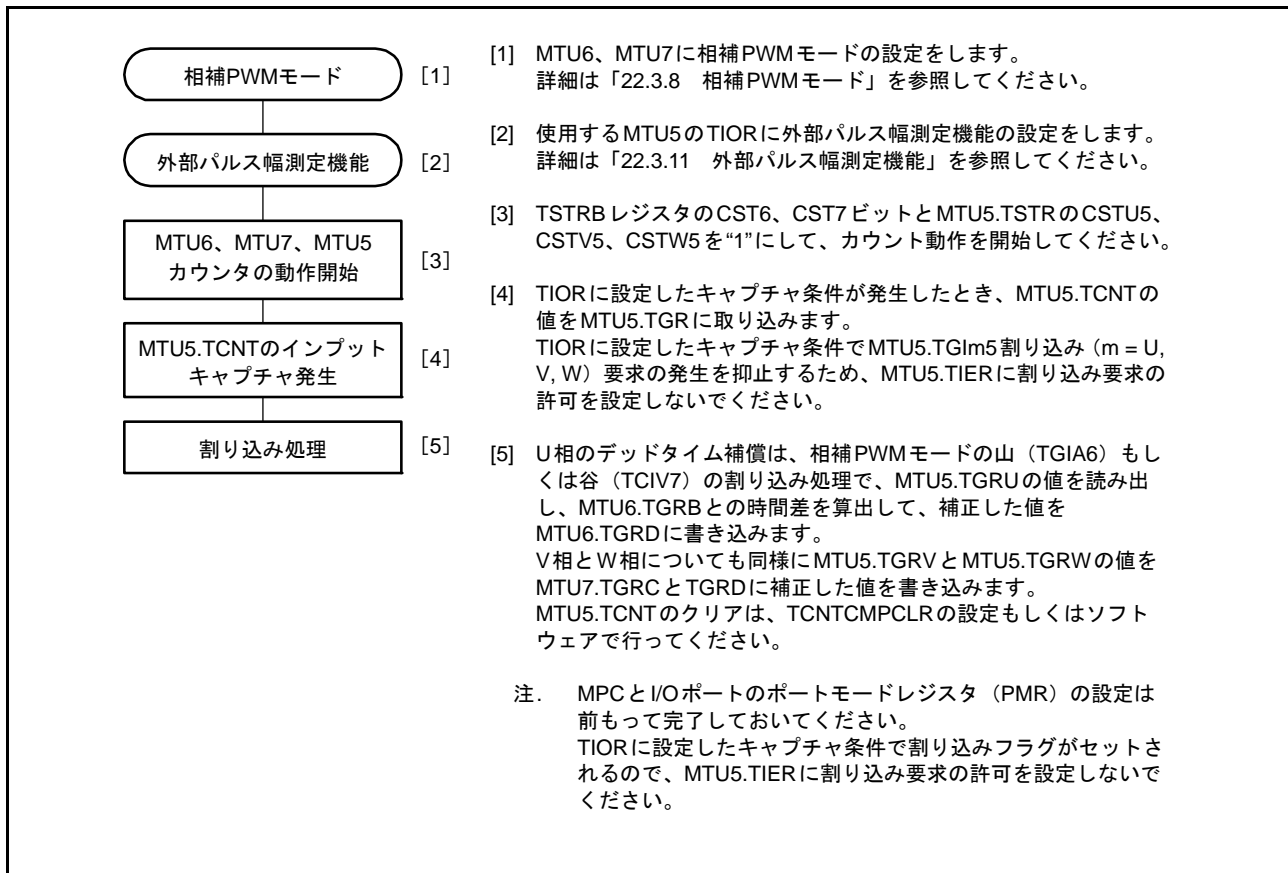 相補PWMモード
[1]
外部パルス幅測定機能
[2]
MTU6、MTU7、MTU5
カウンタの動作開始
[3]
MTU5.TCNTのインプット
キャプチャ発生
[4]
割り込み処理
[5]
[1] MTU6、MTU7に相補PWMモードの設定をします。
詳細は「22.3.8 相補PWMモード」を参照してください。
[2] 使用するMTU5のTIORに外部パルス幅測定機能の設定をします。
詳細は「22.3.11 外部パルス幅測定機能」を参照してください。
[3] TSTRBレジスタのCST6、CST7ビットとMTU5.TSTRのCSTU5、
CSTV5、CSTW5を“1”にして、カウント動作を開始してください。
[4] TIORに設定したキャプチャ条件が発生したとき、MTU5.TCNTの
値をMTU5.TGRに取り込みます。
TIORに設定したキャプチャ条件でMTU5.TGIm5割り込み（m = U,
V, W）要求の発生を抑止するため、MTU5.TIERに割り込み要求の
許可を設定しないでください。
[5] U相のデッドタイム補償は、相補PWMモードの山（TGIA6）もし
くは谷（TCIV7）の割り込み処理で、MTU5.TGRUの値を読み出
し、MTU6.TGRBとの時間差を算出して、補正した値を
MTU6.TGRDに書き込みます。
V相とW相についても同様にMTU5.TGRVとMTU5.TGRWの値を
MTU7.TGRCとTGRDに補正した値を書き込みます。
MTU5.TCNTのクリアは、TCNTCMPCLRの設定もしくはソフト
ウェアで行ってください。
注. MPCとI/Oポートのポートモードレジスタ（PMR）の設定は
前もって完了しておいてください。
TIORに設定したキャプチャ条件で割り込みフラグがセットさ
れるので、MTU5.TIERに割り込み要求の許可を設定しないで
ください。